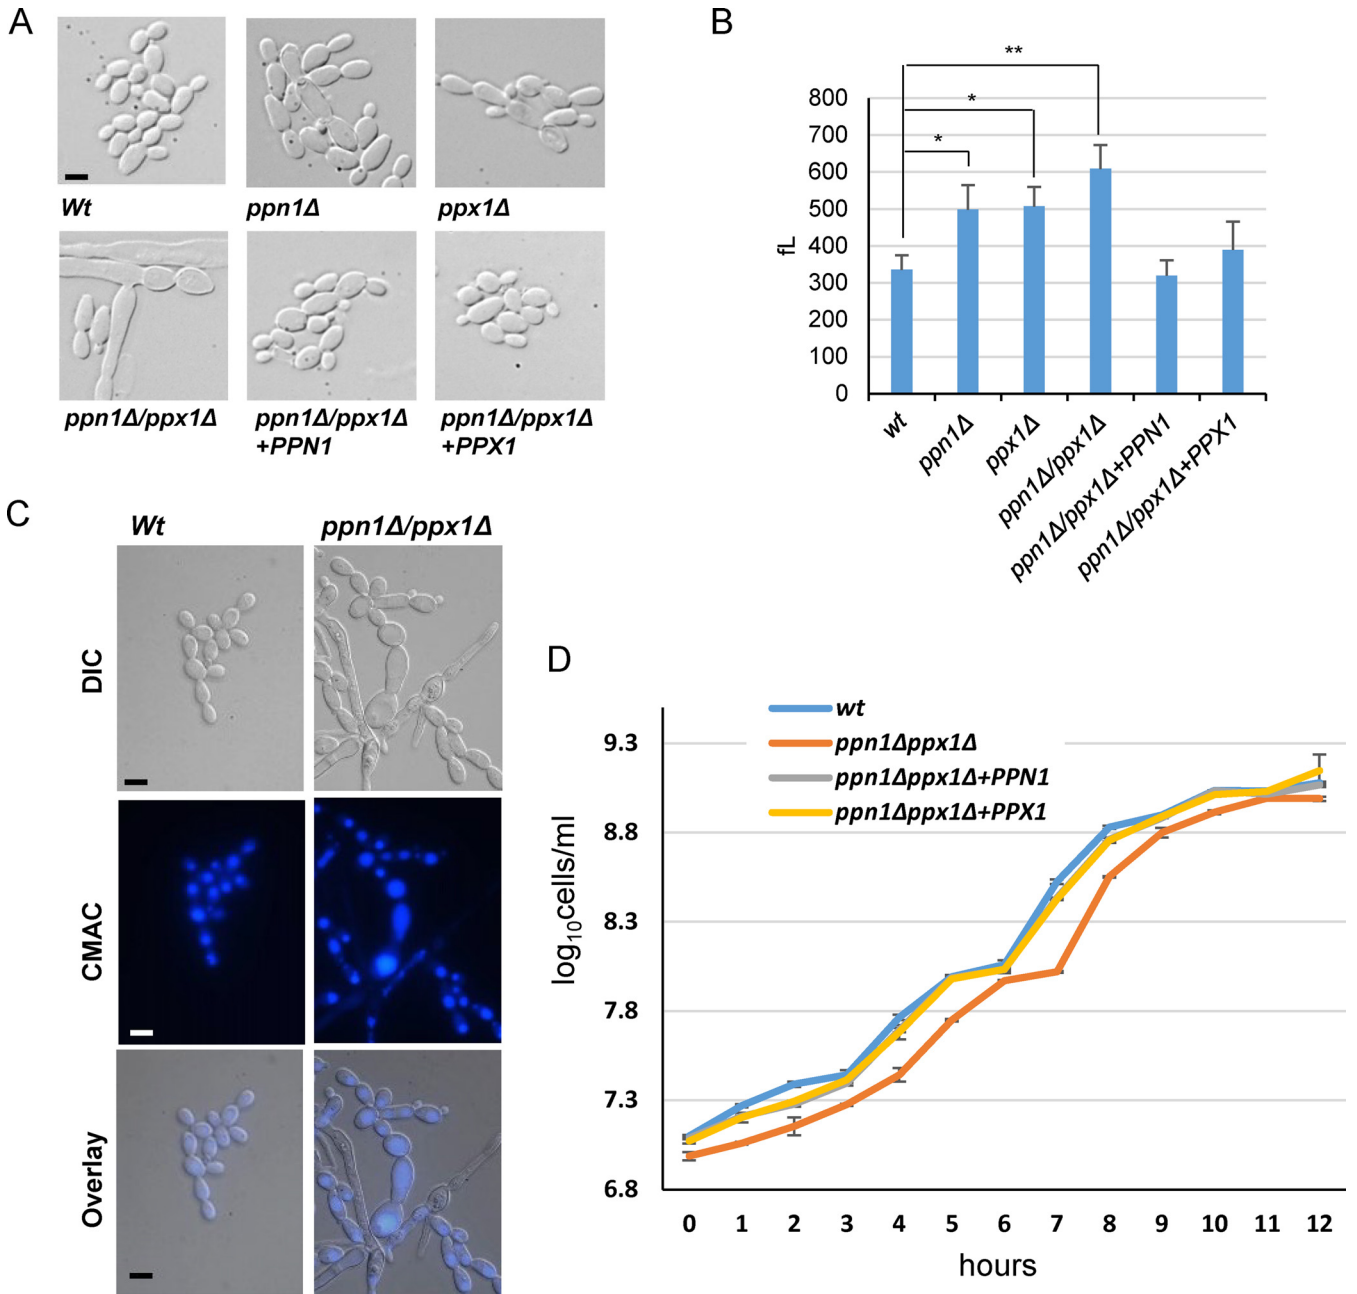 A
Wt
ppn1Δ
ppx1Δ
ppn1Δ/ppx1Δ
ppn1Δ/ppx1Δ
+PPN1
ppn1Δ/ppx1Δ
+PPX1
B
**
*
*
800
700
600
500
400
300
200
100
0
fL
wt
ppn1Δ
ppx1Δ
ppn1Δ/ppx1Δ
ppn1Δ/ppx1Δ+PPN1
ppn1Δ/ppx1Δ+PPX1
C
Wt
ppn1Δ/ppx1Δ
DIC
CMAC
Overlay
D
wt
ppn1Δppx1Δ
ppn1Δppx1Δ+PPN1
ppn1Δppx1Δ+PPX1
9.3
8.8
8.3
7.8
7.3
6.8
log₁₀cells/ml
0 1 2 3 4 5 6 7 8 9 10 11 12
hours